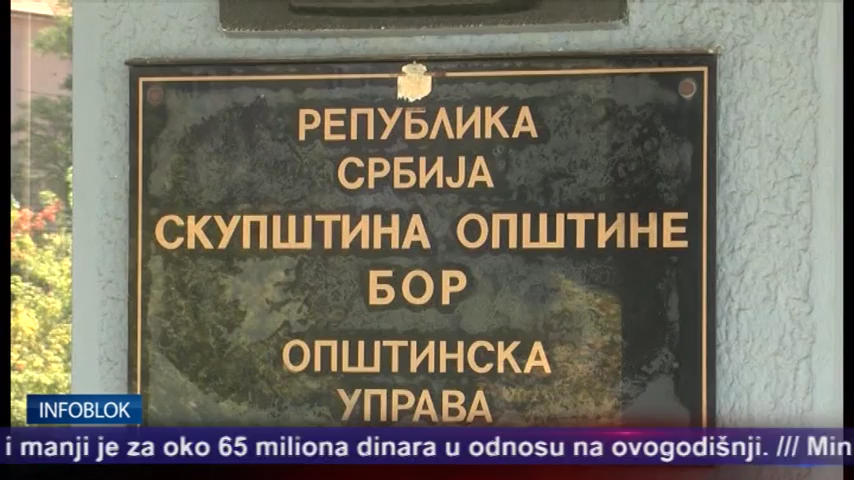 РЕПУБЛИКА
СРБИЈА
СКУПШТИНА ОПШТИНЕ
БОР
ОПШТИНСКА
УПРАВА
INFOBLOK
i manji je za oko 65 miliona dinara u odnosu na ovogodišnji. /// Min